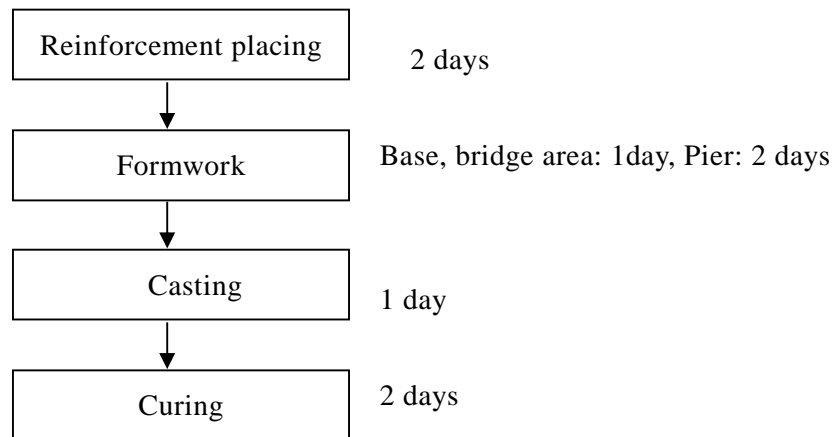 Reinforcement placing
2 days
Formwork
Base, bridge area: 1day, Pier: 2 days
Casting
1 day
Curing
2 days